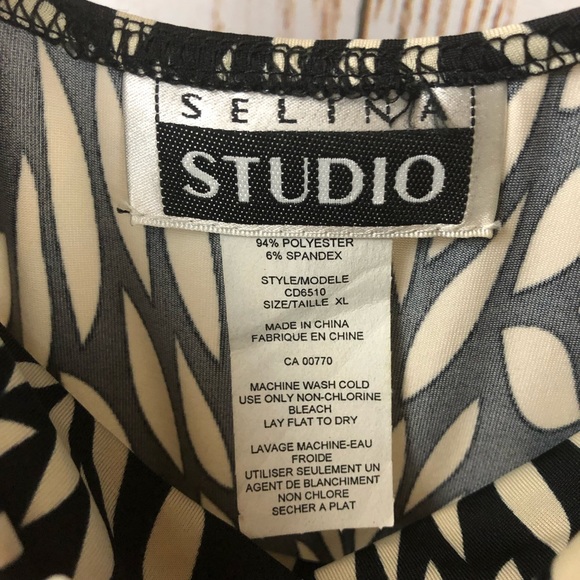 SELINA
STUDIO
94% POLYESTER
6% SPANDEX
STYLE/MODELE
CD6510
SIZE/TAILLE XL
MADE IN CHINA
FABRIQUE EN CHINE
CA 00770
MACHINE WASH COLD
USE ONLY NON-CHLORINE
BLEACH
LAY FLAT TO DRY
LAVAGE MACHINE-EAU
FROIDE
UTILISER SEULEMENT UN
AGENT DE BLANCHIMENT
NON CHLORE
SECHER A PLAT